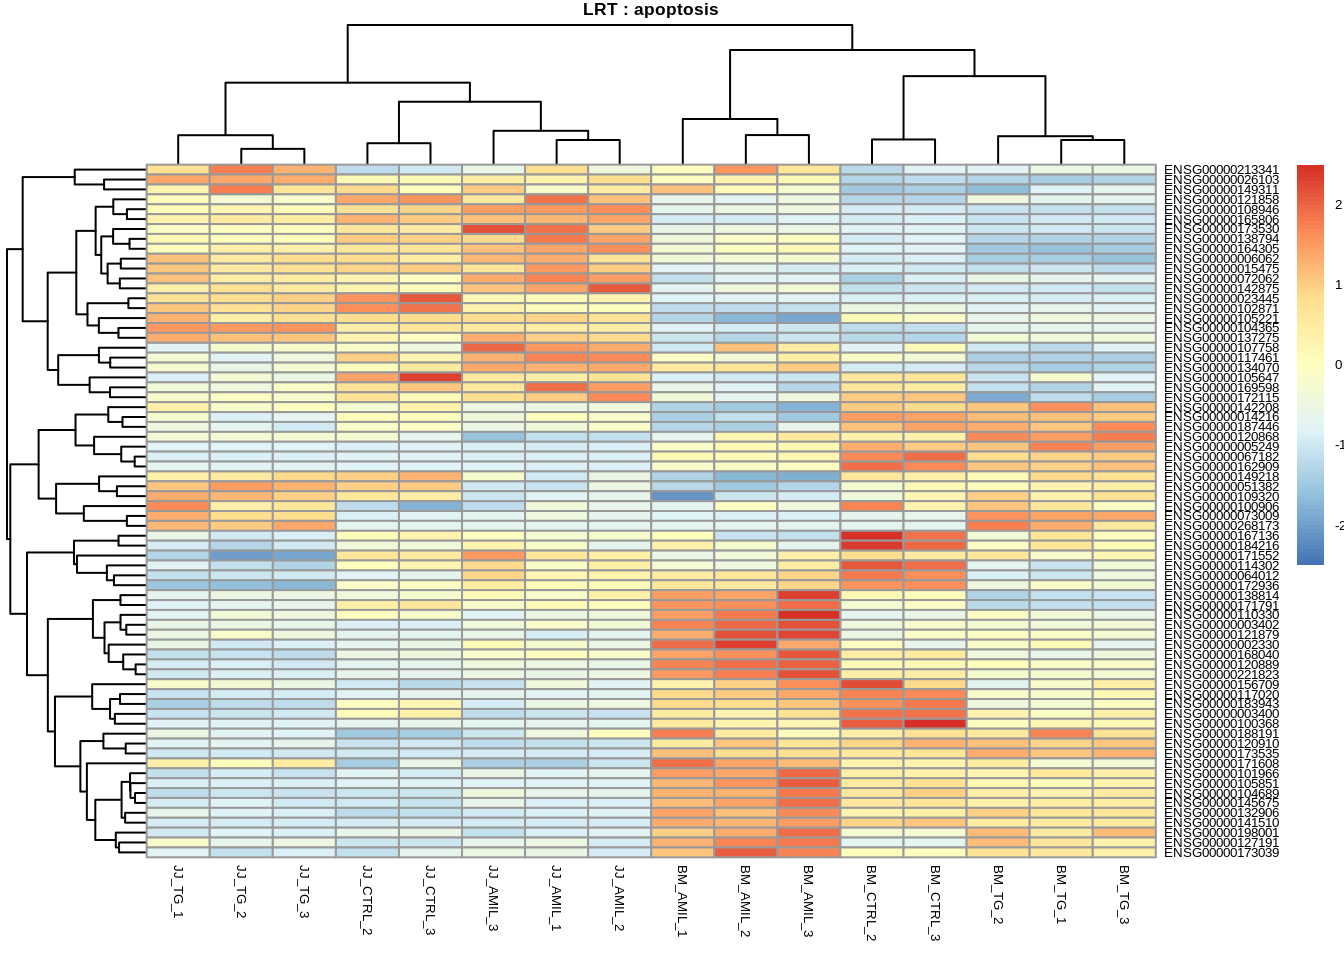 LRT : apoptosis
ENSG00000213341
ENSG00000026103
ENSG00000149311
ENSG00000121858
ENSG00000108946
ENSG00000165806
ENSG00000173530
ENSG00000138794
ENSG00000164305
ENSG00000006062
ENSG00000015475
ENSG00000072062
ENSG00000142875
ENSG00000023445
ENSG00000102871
ENSG00000105221
ENSG00000104365
ENSG00000137275
ENSG00000107758
ENSG00000117461
ENSG00000134070
ENSG00000105647
ENSG00000169598
ENSG00000172115
ENSG00000142208
ENSG00000014216
ENSG00000187446
ENSG00000120868
ENSG00000005249
ENSG00000067182
ENSG00000162909
ENSG00000149218
ENSG00000051382
ENSG00000109320
ENSG00000100906
ENSG00000073009
ENSG00000268173
ENSG00000167136
ENSG00000184216
ENSG00000171552
ENSG00000114302
ENSG00000064012
ENSG00000172936
ENSG00000138814
ENSG00000171791
ENSG00000110330
ENSG00000003402
ENSG00000121879
ENSG00000002330
ENSG00000168040
ENSG00000120889
ENSG00000221823
ENSG00000156709
ENSG00000117020
ENSG00000183943
ENSG00000003400
ENSG00000100368
ENSG00000188191
ENSG00000120910
ENSG00000173535
ENSG00000171608
ENSG00000101966
ENSG00000105851
ENSG00000104689
ENSG00000145675
ENSG00000132906
ENSG00000141510
ENSG00000198001
ENSG00000127191
ENSG00000173039
2
1
0
-1
-2
JJ_TG_1
JJ_TG_2
JJ_TG_3
JJ_CTRL_2
JJ_CTRL_3
JJ_AMIL_3
JJ_AMIL_1
JJ_AMIL_2
BM_AMIL_1
BM_AMIL_2
BM_AMIL_3
BM_CTRL_2
BM_CTRL_3
BM_TG_2
BM_TG_1
BM_TG_3